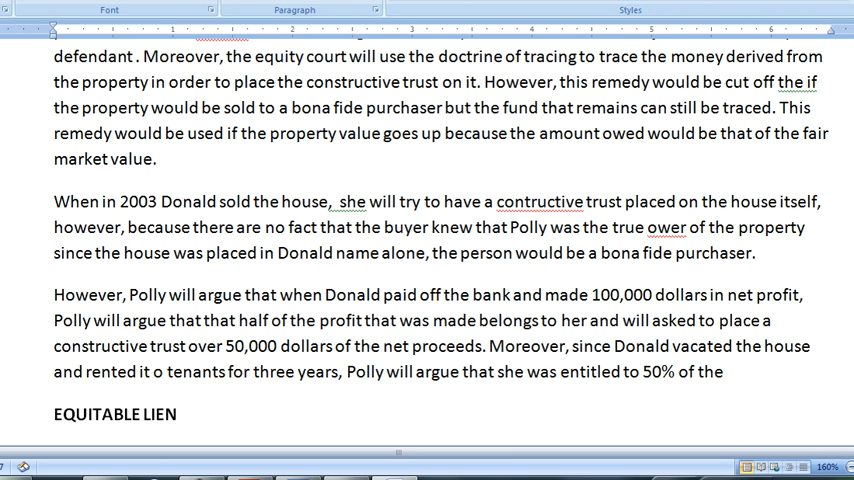 Font
Paragraph
Styles
1
2
3
4
5
6
defendant . Moreover, the equity court will use the doctrine of tracing to trace the money derived from
the property in order to place the constructive trust on it. However, this remedy would be cut off the if
the property would be sold to a bona fide purchaser but the fund that remains can still be traced. This
remedy would be used if the property value goes up because the amount owed would be that of the fair
market value.
When in 2003 Donald sold the house,  she will try to have a contructive trust placed on the house itself,
however, because there are no fact that the buyer knew that Polly was the true ower of the property
since the house was placed in Donald name alone, the person would be a bona fide purchaser.
However, Polly will argue that when Donald paid off the bank and made 100,000 dollars in net profit,
Polly will argue that that half of the profit that was made belongs to her and will asked to place a
constructive trust over 50,000 dollars of the net proceeds. Moreover, since Donald vacated the house
and rented it o tenants for three years, Polly will argue that she was entitled to 50% of the
EQUITABLE LIEN
160%